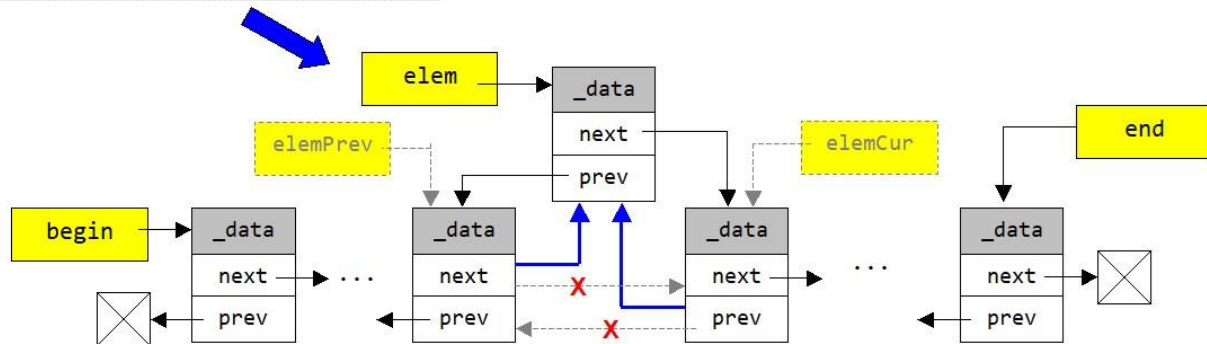 elem
_data
next
prev
elemPrev
elemCur
end
begin
_data
next
prev
...
_data
next
prev
X
X
_data
next
prev
...
_data
next
prev